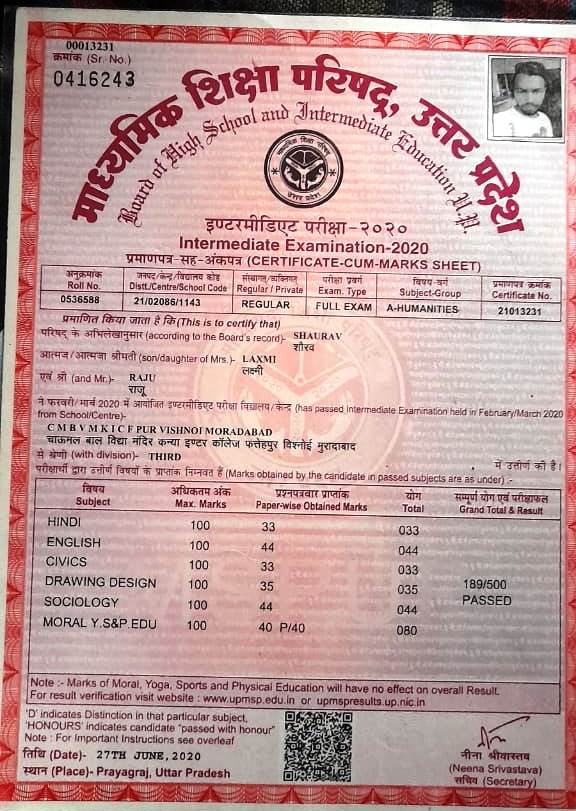 00013231
क्रमांक (Sr. No.)
0416243
माध्यमिक शिक्षा परिषद, उत्तर प्रदेश
Board of High School and Intermediate Education U.P.
इण्टरमीडिएट परीक्षा-२०२०
Intermediate Examination-2020
प्रमाणपत्र-सह-अंकपत्र (CERTIFICATE-CUM-MARKS SHEET)
अनुक्रमांक जनपद/केन्द्र/विद्यालय कोड संस्थागत/व्यक्तिगत परीक्षा प्रवर्ग विषय-वर्ग प्रमाणपत्र क्रमांक
Roll No. Distt./Centre/School Code Regular / Private Exam. Type Subject-Group Certificate No.
0536588 21/02086/1143 REGULAR FULL EXAM A-HUMANITIES 21013231
प्रमाणित किया जाता है कि (This is to certify that)
परिषद् के अभिलेखानुसार (according to the Board's record)- SHAURAV
शौरव
आत्मज/आत्मजा श्रीमती (son/daughter of Mrs.)- LAXMI
लक्ष्मी
एवं श्री (and Mr.)- RAJU
राजू
ने फरवरी/मार्च 2020 में आयोजित इण्टरमीडिएट परीक्षा विद्यालय/केन्द्र (has passed Intermediate Examination held in February/March 2020
from School/Centre)-
C M B V M K I C F PUR VISHNOI MORADABAD
चाऊमल बाल विद्या मंदिर कन्या इण्टर कॉलेज फत्तेहपुर विश्नोई मुरादाबाद
से श्रेणी (with division)- THIRD में उत्तीर्ण की है।
परीक्षार्थी द्वारा उत्तीर्ण विषयों के प्राप्तांक निम्नवत हैं (Marks obtained by the candidate in passed subjects are as under) :-
विषय अधिकतम अंक प्रश्नपत्रवार प्राप्तांक योग सम्पूर्ण योग एवं परीक्षाफल
Subject Max. Marks Paper-wise Obtained Marks Total Grand Total & Result
HINDI 100 33 033
ENGLISH 100 44 044
CIVICS 100 33 033
DRAWING DESIGN 100 35 035 189/500
SOCIOLOGY 100 44 044 PASSED
MORAL Y.S&P.EDU 100 40 P/40 080
Note :- Marks of Moral, Yoga, Sports and Physical Education will have no effect on overall Result.
For result verification visit website : www.upmsp.edu.in or upmspresults.up.nic.in
'D' indicates Distinction in that particular subject,
'HONOURS' indicates candidate "passed with honour"
Note : For Important Instructions see overleaf
तिथि (Date)- 27TH JUNE, 2020
स्थान (Place)- Prayagraj, Uttar Pradesh
नीना श्रीवास्तव
(Neena Srivastava)
सचिव (Secretary)